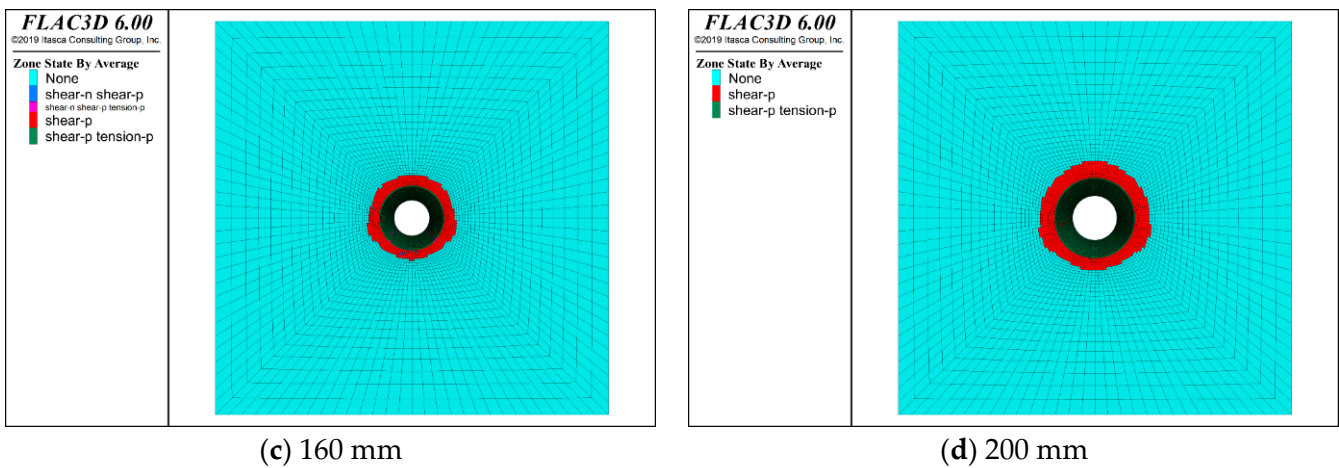 FLAC3D 6.00
©2019 Itasca Consulting Group, Inc.
Zone State By Average
None
shear-n shear-p
shear-n shear-p tension-p
shear-p
shear-p tension-p
(c) 160 mm
FLAC3D 6.00
©2019 Itasca Consulting Group, Inc.
Zone State By Average
None
shear-p
shear-p tension-p
(d) 200 mm